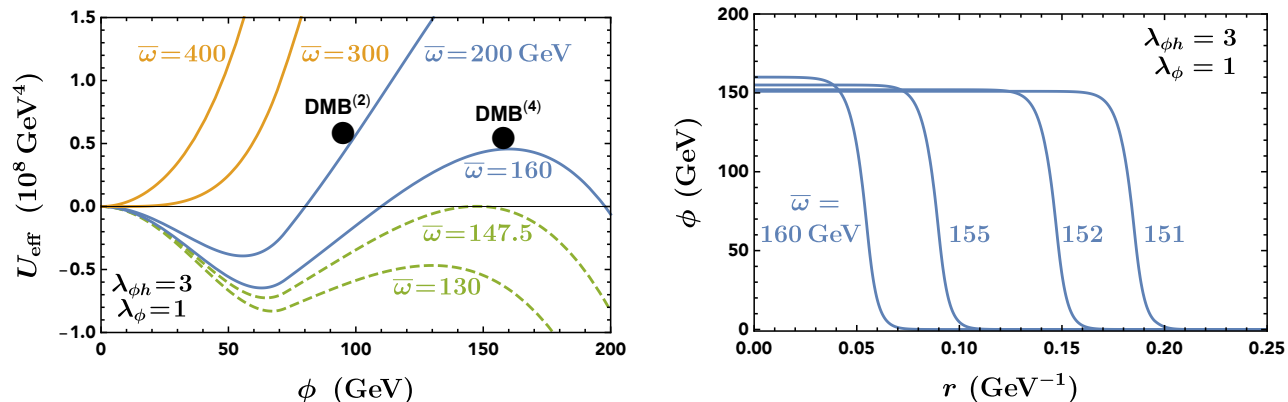 1.5
1.0
0.5
0.0
−0.5
−1.0
U_eff (10^8 GeV^4)
ω̅=400
ω̅=300
ω̅=200 GeV
DMB^(2)
DMB^(4)
ω̅=160
ω̅=147.5
ω̅=130
λ_ϕh=3
λ_ϕ=1
0 50 100 150 200
ϕ (GeV)
200
150
100
50
0
ϕ (GeV)
λ_ϕh = 3
λ_ϕ = 1
ω̅ =
160 GeV
155
152
151
0.00 0.05 0.10 0.15 0.20 0.25
r (GeV^−1)